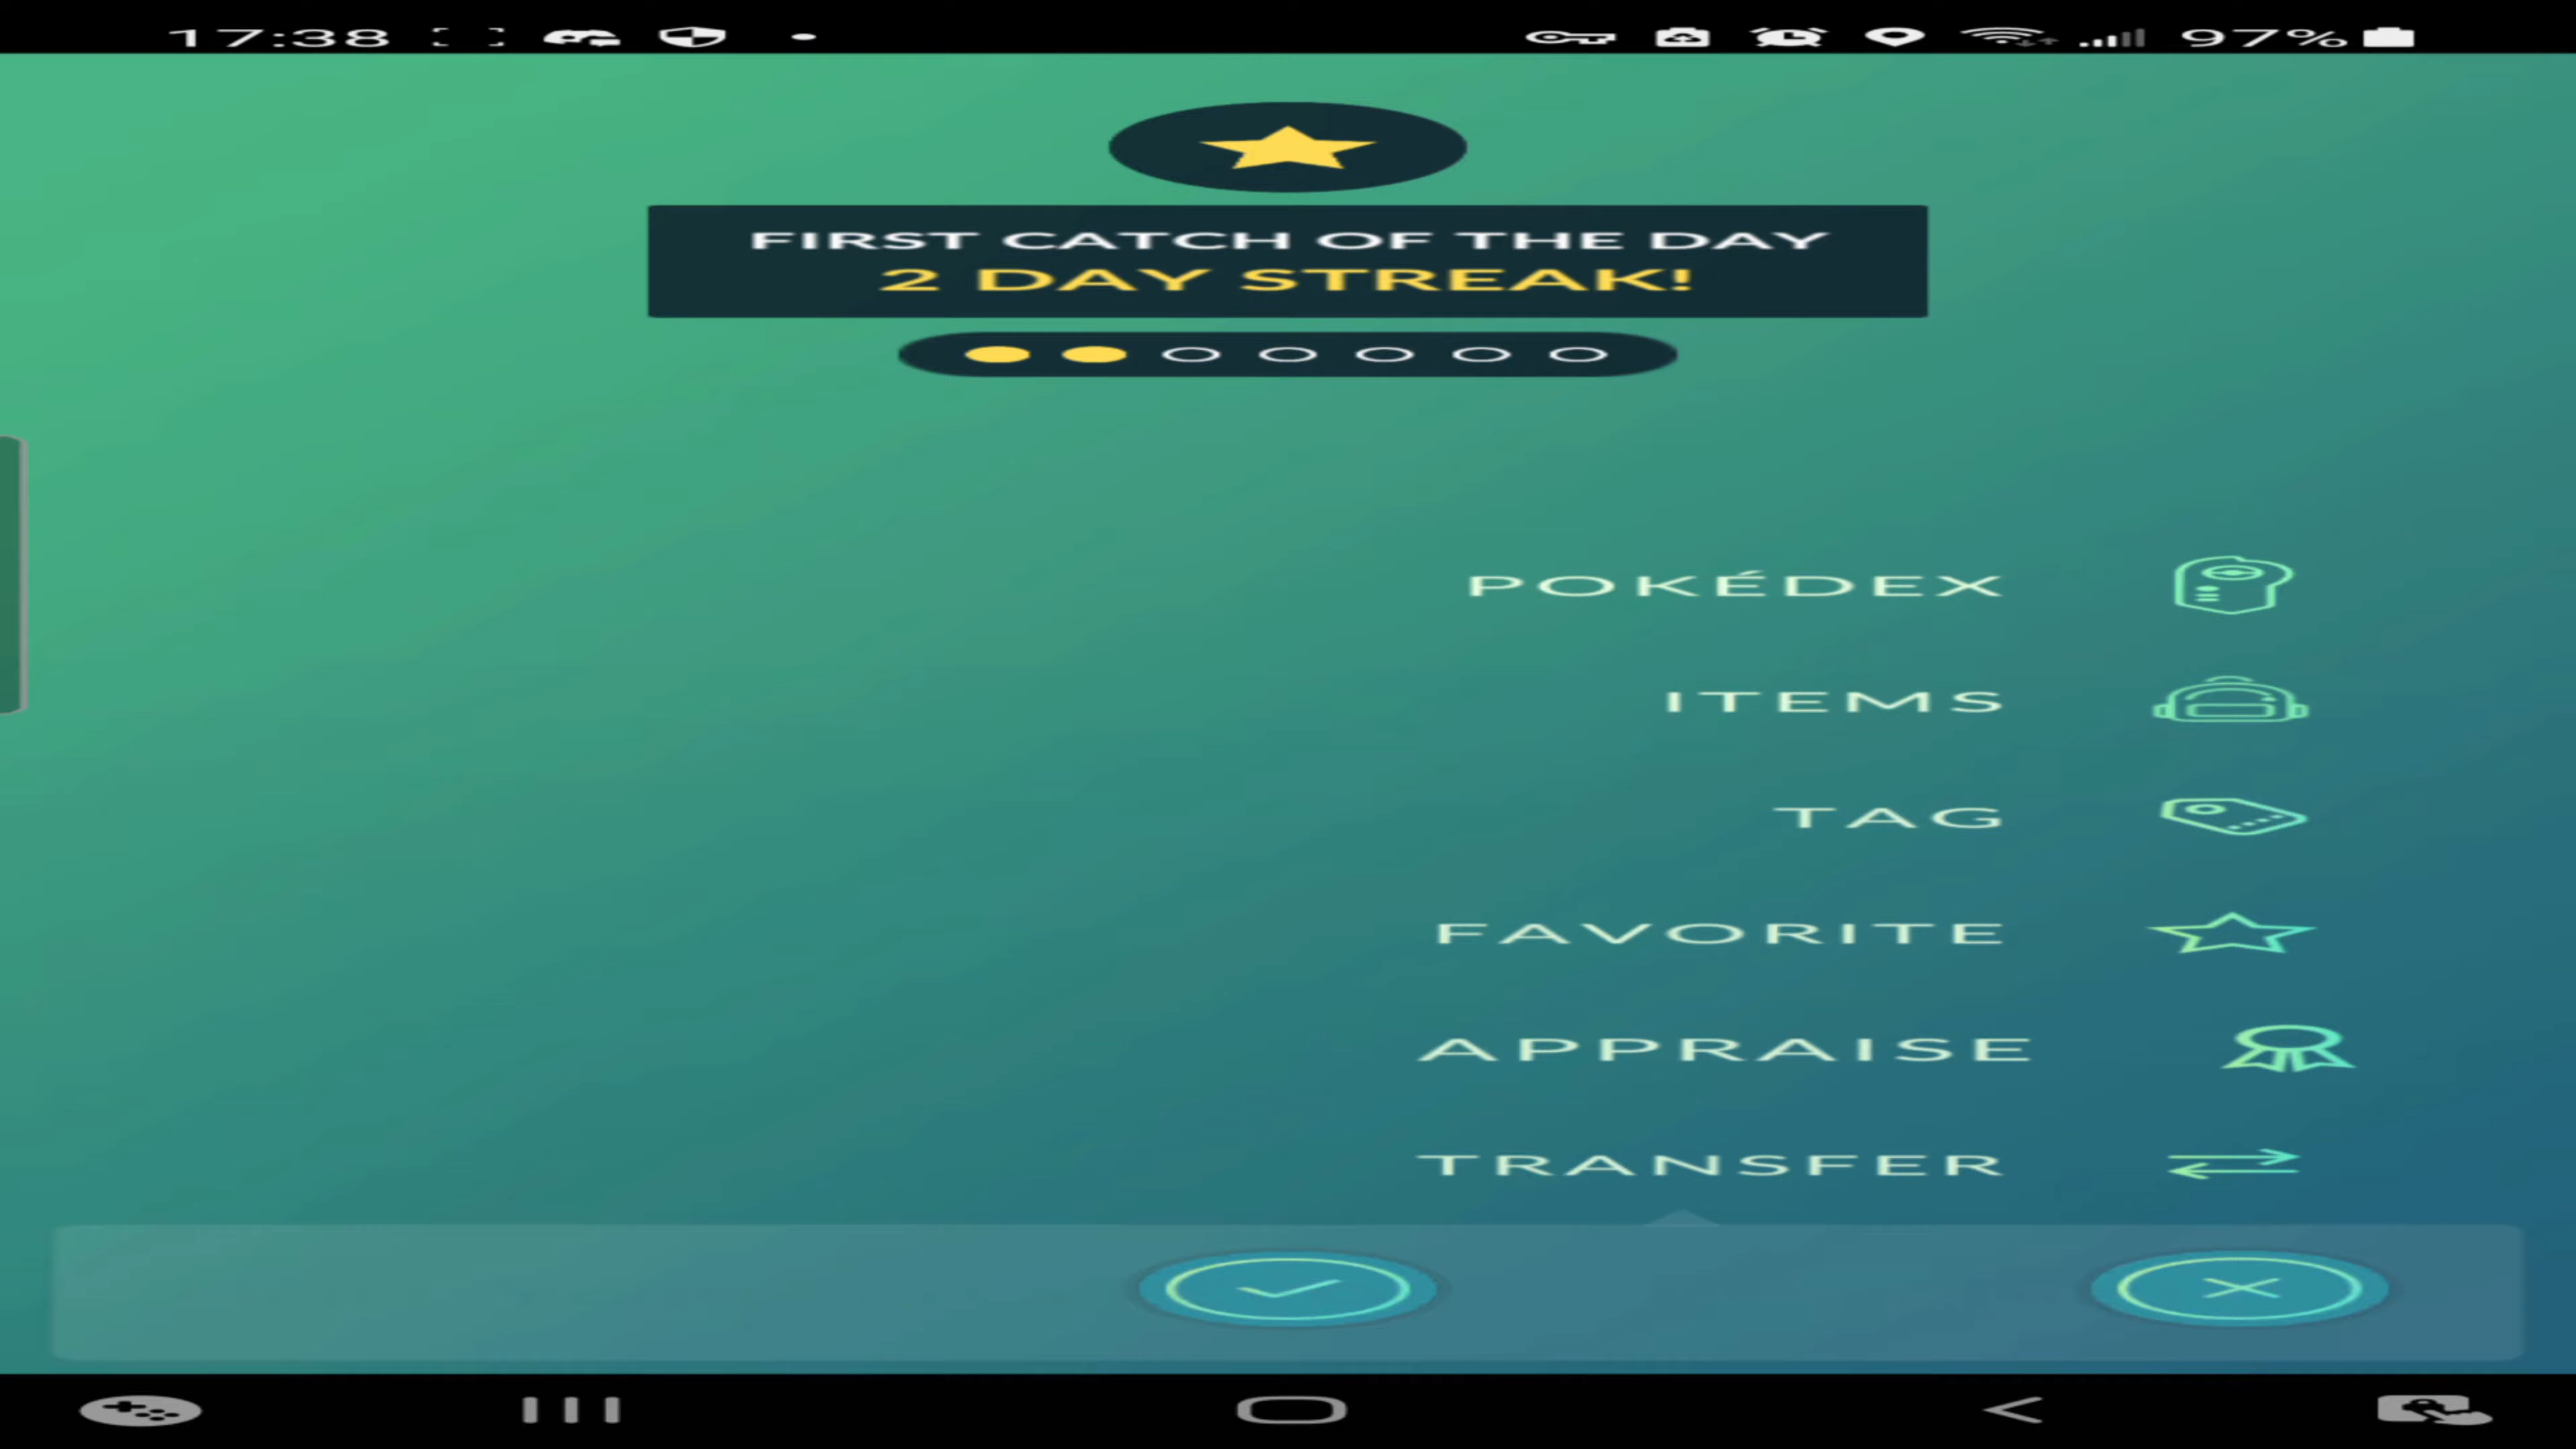 17:38 97%
FIRST CATCH OF THE DAY
2 DAY STREAK!
POKÉDEX
ITEMS
TAG
FAVORITE
APPRAISE
TRANSFER